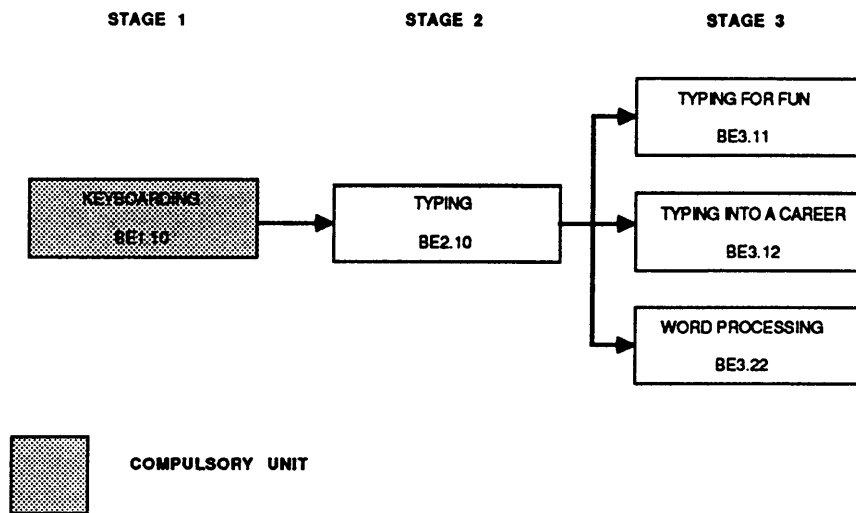 STAGE 1
STAGE 2
STAGE 3
KEYBOARDING
BE1.10
TYPING
BE2.10
TYPING FOR FUN
BE3.11
TYPING INTO A CAREER
BE3.12
WORD PROCESSING
BE3.22
COMPULSORY UNIT